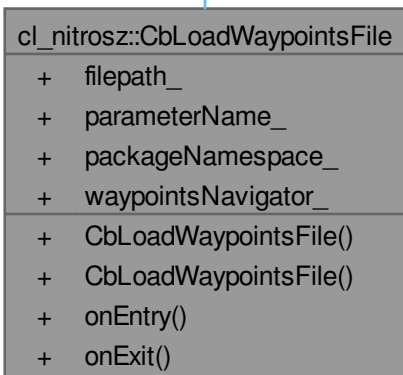 cl_nitrosz::CbLoadWaypointsFile
+ filepath_
+ parameterName_
+ packageNamespace_
+ waypointsNavigator_
+ CbLoadWaypointsFile()
+ CbLoadWaypointsFile()
+ onEntry()
+ onExit()